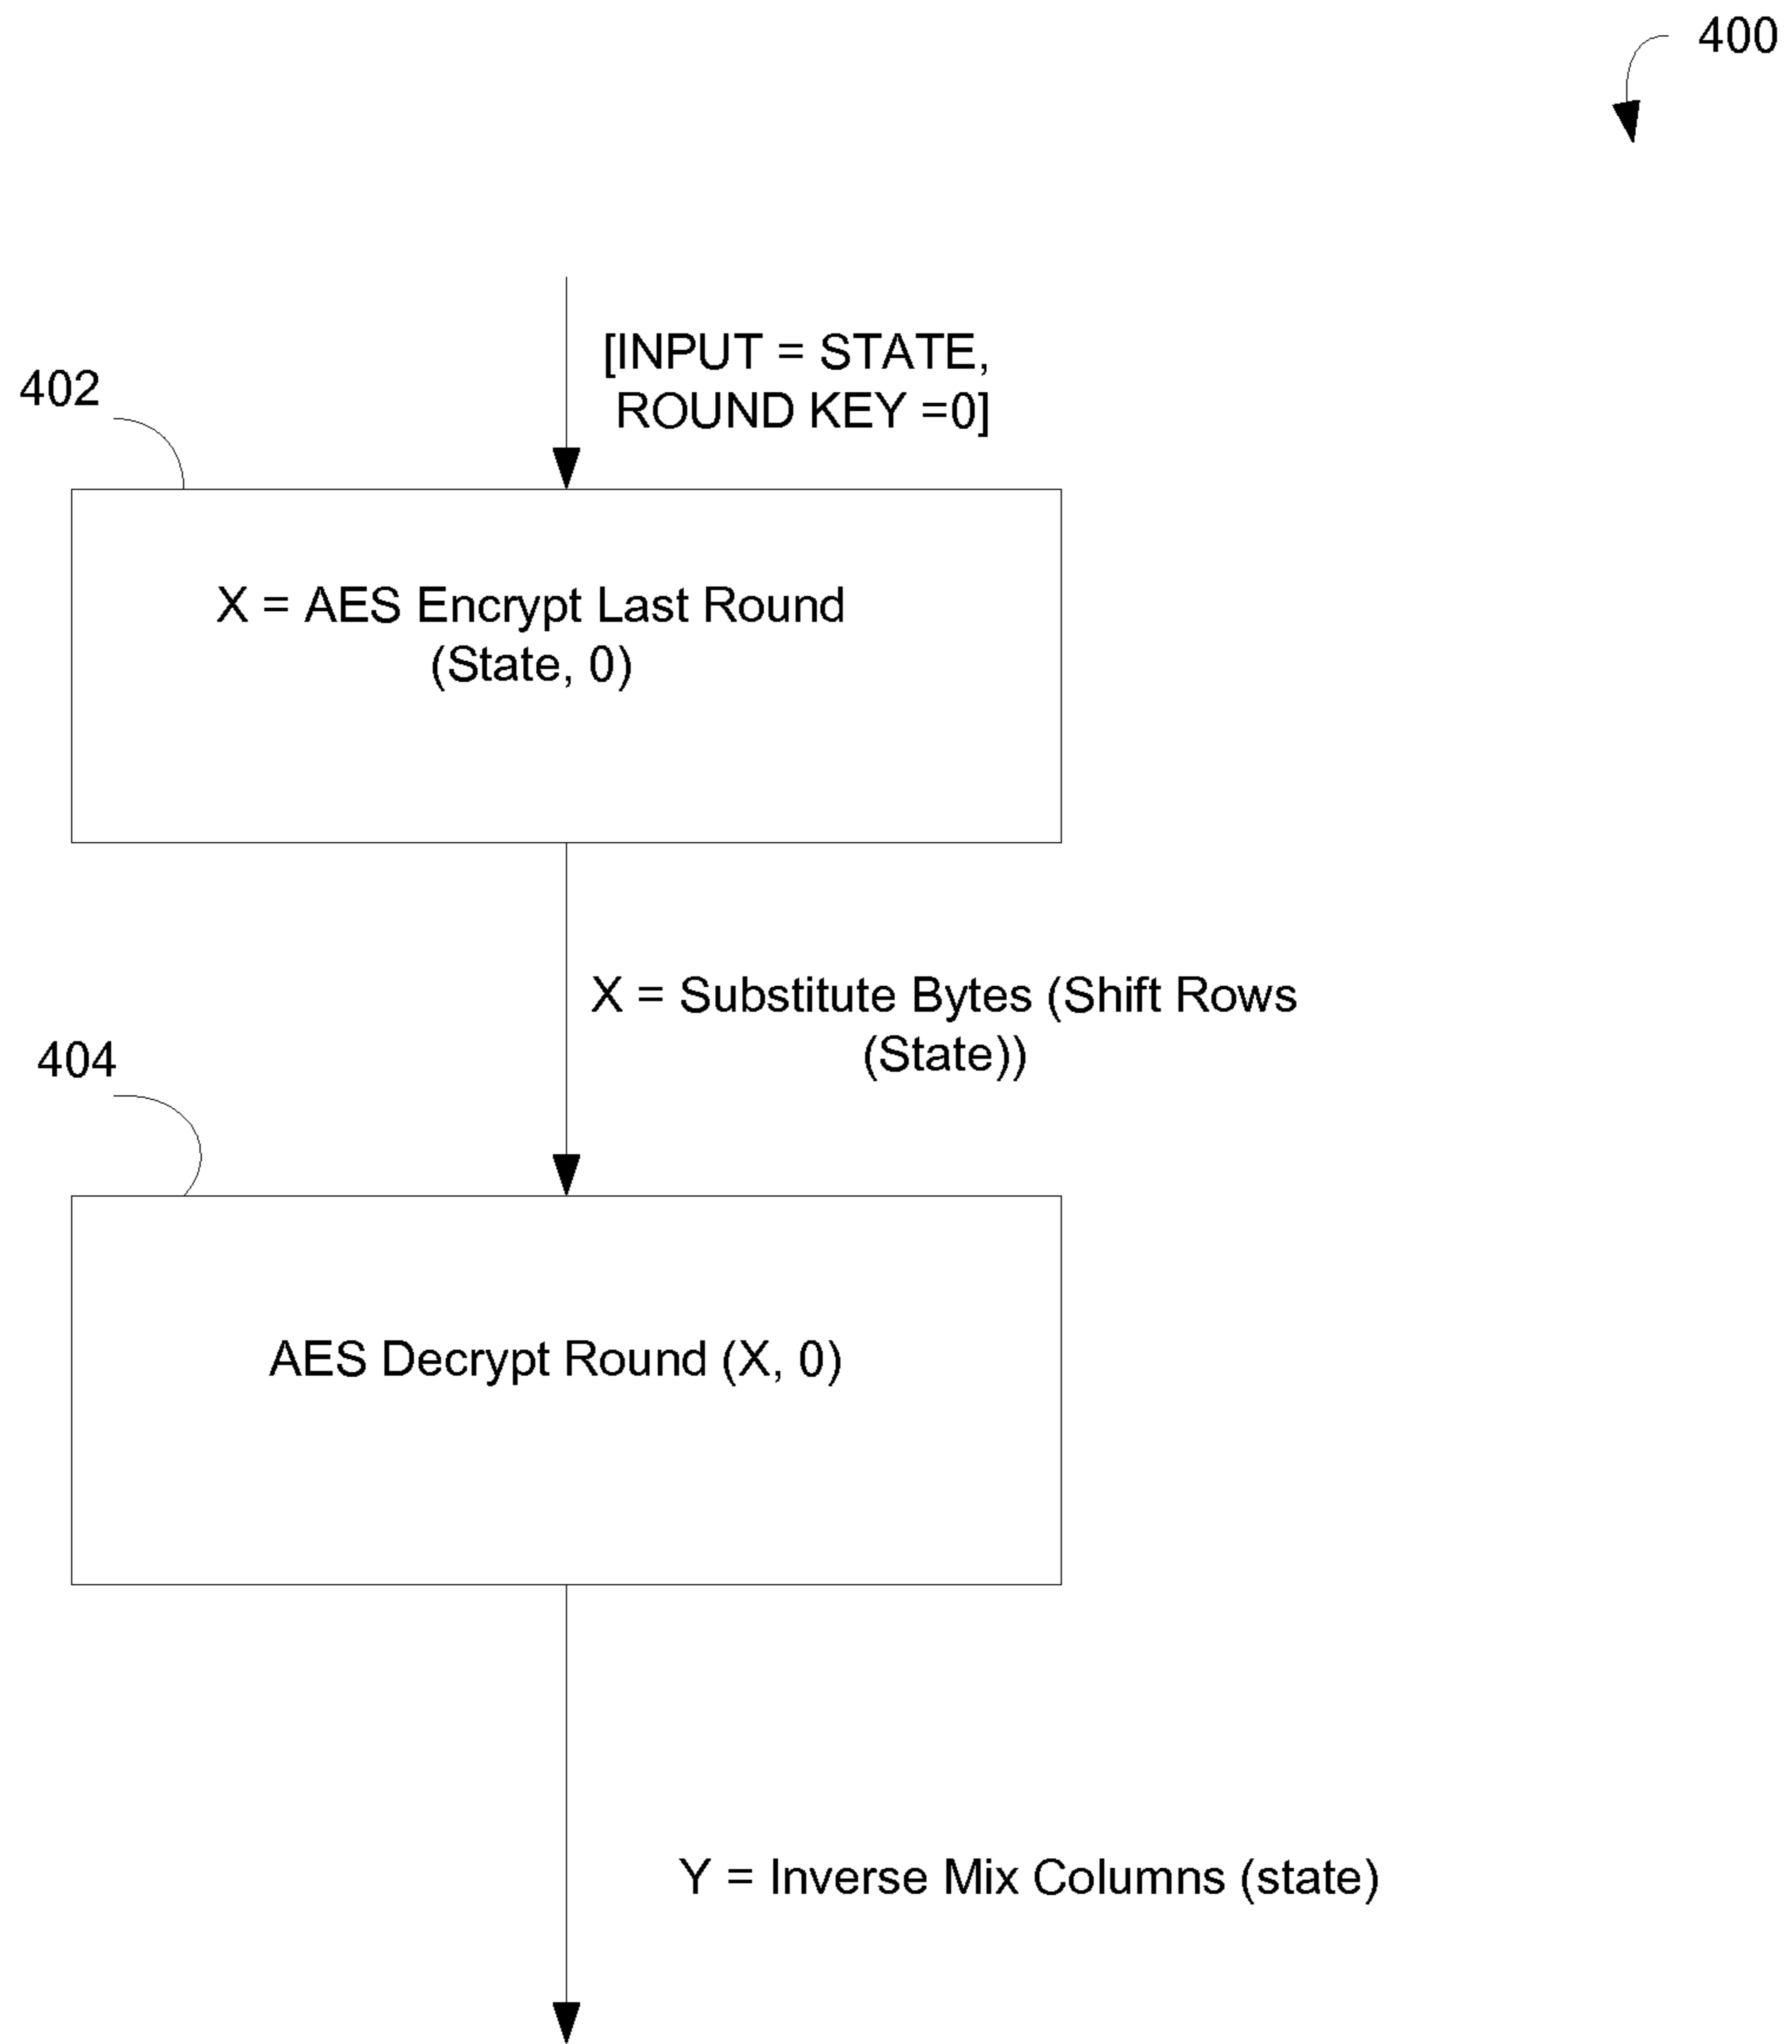 400
[INPUT = STATE,
ROUND KEY =0]
402
X = AES Encrypt Last Round
(State, 0)
X = Substitute Bytes (Shift Rows
(State))
404
AES Decrypt Round (X, 0)
Y = Inverse Mix Columns (state)